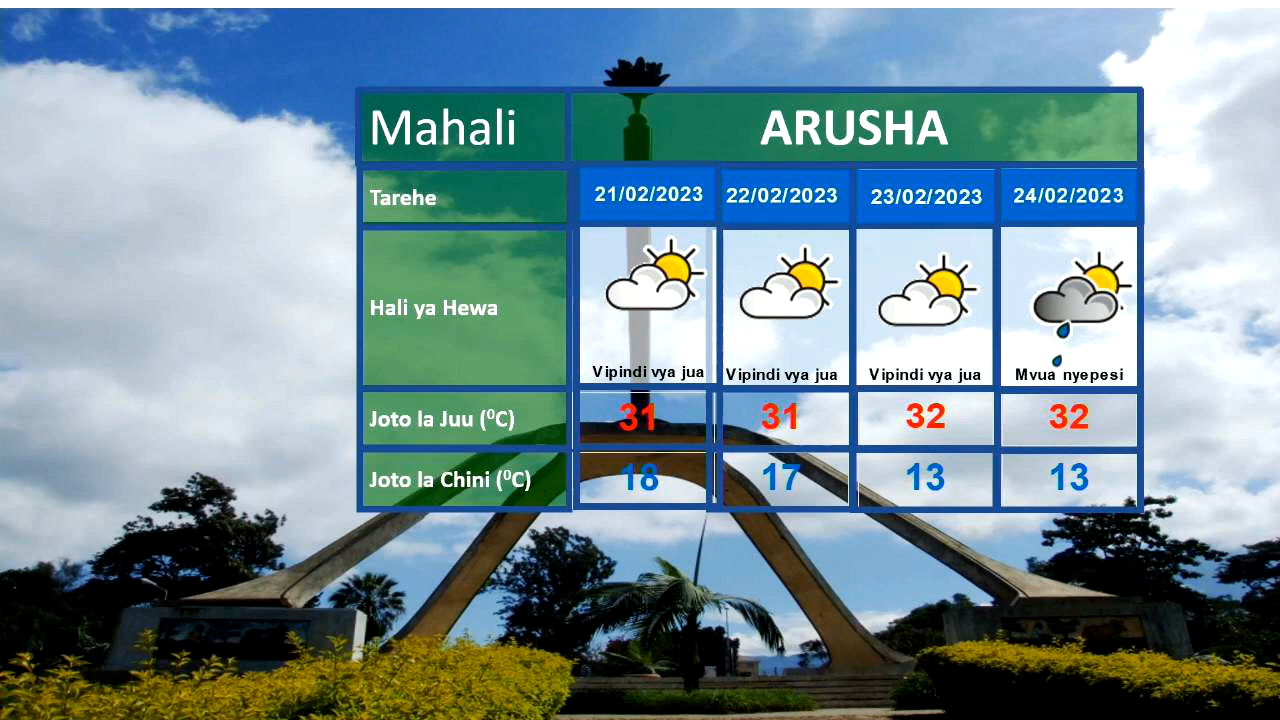 Mahali ARUSHA
Tarehe 21/02/2023 22/02/2023 23/02/2023 24/02/2023
Hali ya Hewa
Vipindi vya jua Vipindi vya jua Vipindi vya jua Mvua nyepesi
Joto la Juu (⁰C) 31 31 32 32
Joto la Chini (⁰C) 18 17 13 13